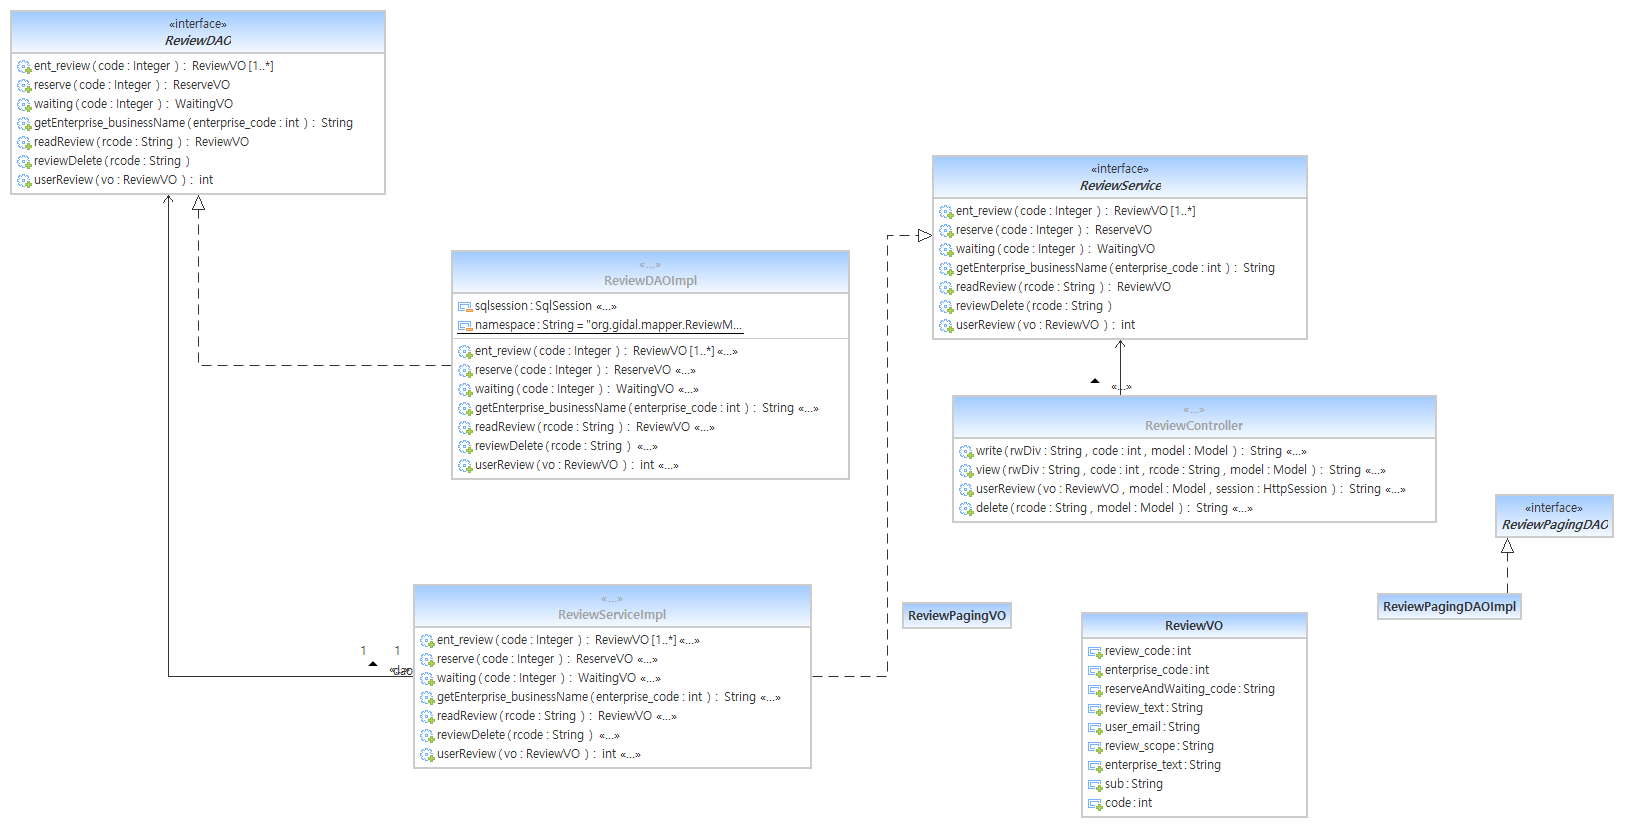 «interface»
ReviewDAO
ent_review ( code : Integer ) : ReviewVO [1..*]
reserve ( code : Integer ) : ReserveVO
waiting ( code : Integer ) : WaitingVO
getEnterprise_businessName ( enterprise_code : int ) : String
readReview ( rcode : String ) : ReviewVO
reviewDelete ( rcode : String )
userReview ( vo : ReviewVO ) : int
«interface»
ReviewService
ent_review ( code : Integer ) : ReviewVO [1..*]
reserve ( code : Integer ) : ReserveVO
waiting ( code : Integer ) : WaitingVO
getEnterprise_businessName ( enterprise_code : int ) : String
readReview ( rcode : String ) : ReviewVO
reviewDelete ( rcode : String )
userReview ( vo : ReviewVO ) : int
«...»
ReviewDAOImpl
sqlsession : SqlSession «...»
namespace : String = "org.gidal.mapper.ReviewM...
ent_review ( code : Integer ) : ReviewVO [1..*] «...»
reserve ( code : Integer ) : ReserveVO «...»
waiting ( code : Integer ) : WaitingVO «...»
getEnterprise_businessName ( enterprise_code : int ) : String «...»
readReview ( rcode : String ) : ReviewVO «...»
reviewDelete ( rcode : String ) «...»
userReview ( vo : ReviewVO ) : int «...»
«...»
«...»
ReviewController
write ( rwDiv : String , code : int , model : Model ) : String «...»
view ( rwDiv : String , code : int , rcode : String , model : Model ) : String «...»
userReview ( vo : ReviewVO , model : Model , session : HttpSession ) : String «...»
delete ( rcode : String , model : Model ) : String «...»
«interface»
ReviewPagingDAO
ReviewPagingDAOImpl
«...»
ReviewServiceImpl
ent_review ( code : Integer ) : ReviewVO [1..*] «...»
reserve ( code : Integer ) : ReserveVO «...»
waiting ( code : Integer ) : WaitingVO «...»
getEnterprise_businessName ( enterprise_code : int ) : String «...»
readReview ( rcode : String ) : ReviewVO «...»
reviewDelete ( rcode : String ) «...»
userReview ( vo : ReviewVO ) : int «...»
1 1
dao
ReviewPagingVO
ReviewVO
review_code : int
enterprise_code : int
reserveAndWaiting_code : String
review_text : String
user_email : String
review_scope : String
enterprise_text : String
sub : String
code : int